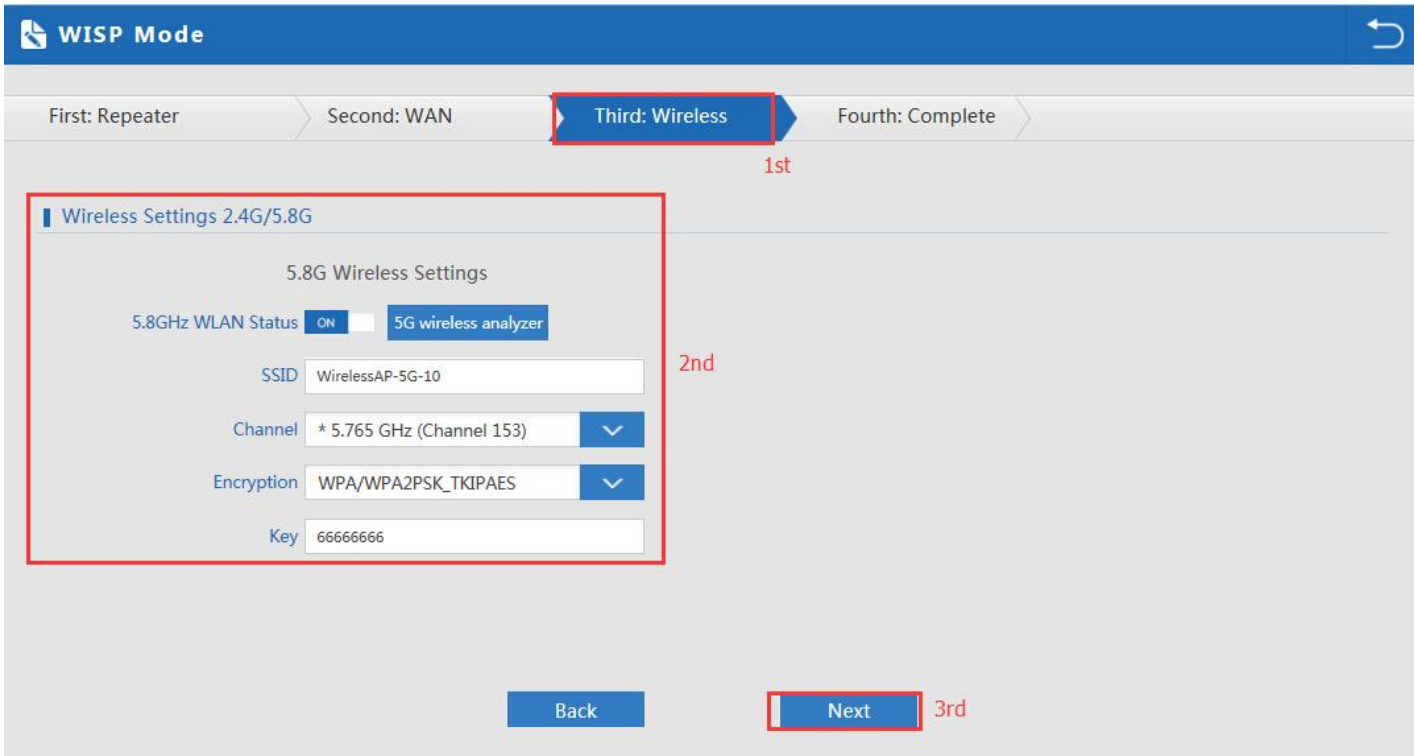 WISP Mode
First: Repeater Second: WAN Third: Wireless Fourth: Complete
1st
Wireless Settings 2.4G/5.8G
5.8G Wireless Settings
5.8GHz WLAN Status ON 5G wireless analyzer
2nd
SSID WirelessAP-5G-10
Channel * 5.765 GHz (Channel 153)
Encryption WPA/WPA2PSK_TKIPAES
Key 66666666
Back Next 3rd